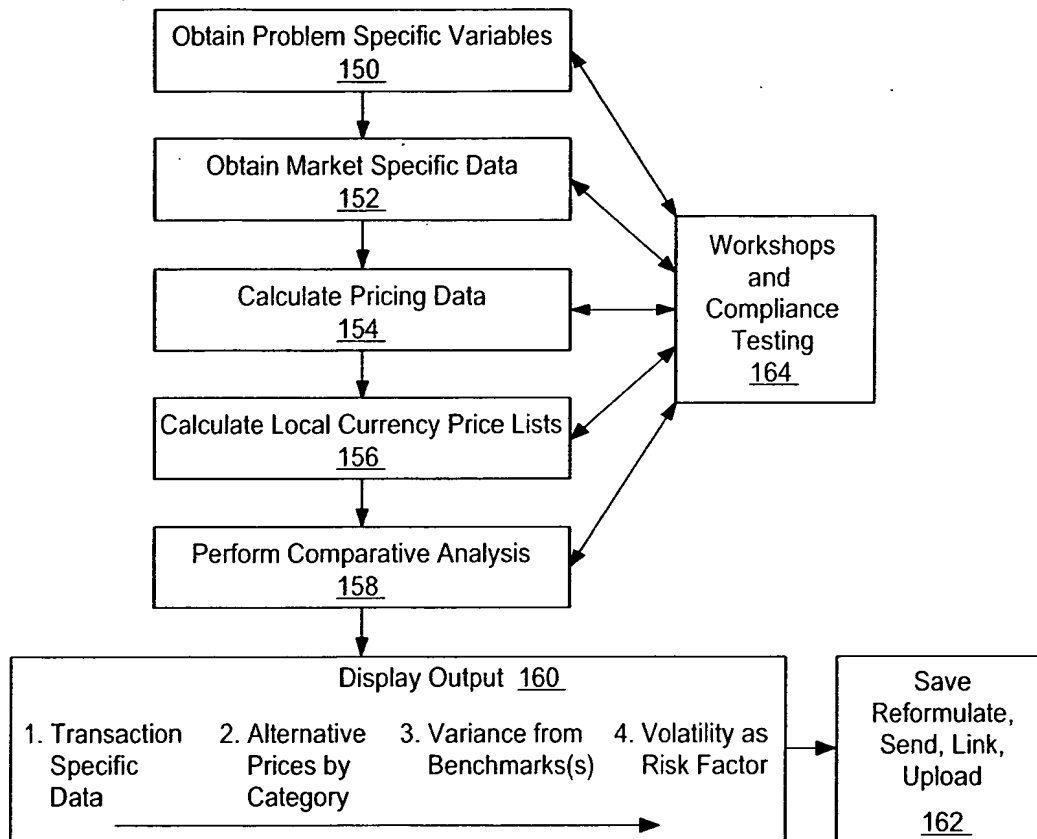 Obtain Problem Specific Variables
150
Obtain Market Specific Data
152
Calculate Pricing Data
154
Calculate Local Currency Price Lists
156
Perform Comparative Analysis
158
Workshops
and
Compliance
Testing
164
Display Output 160
1. Transaction
Specific
Data
2. Alternative
Prices by
Category
3. Variance from
Benchmarks(s)
4. Volatility as
Risk Factor
Save
Reformulate,
Send, Link,
Upload
162